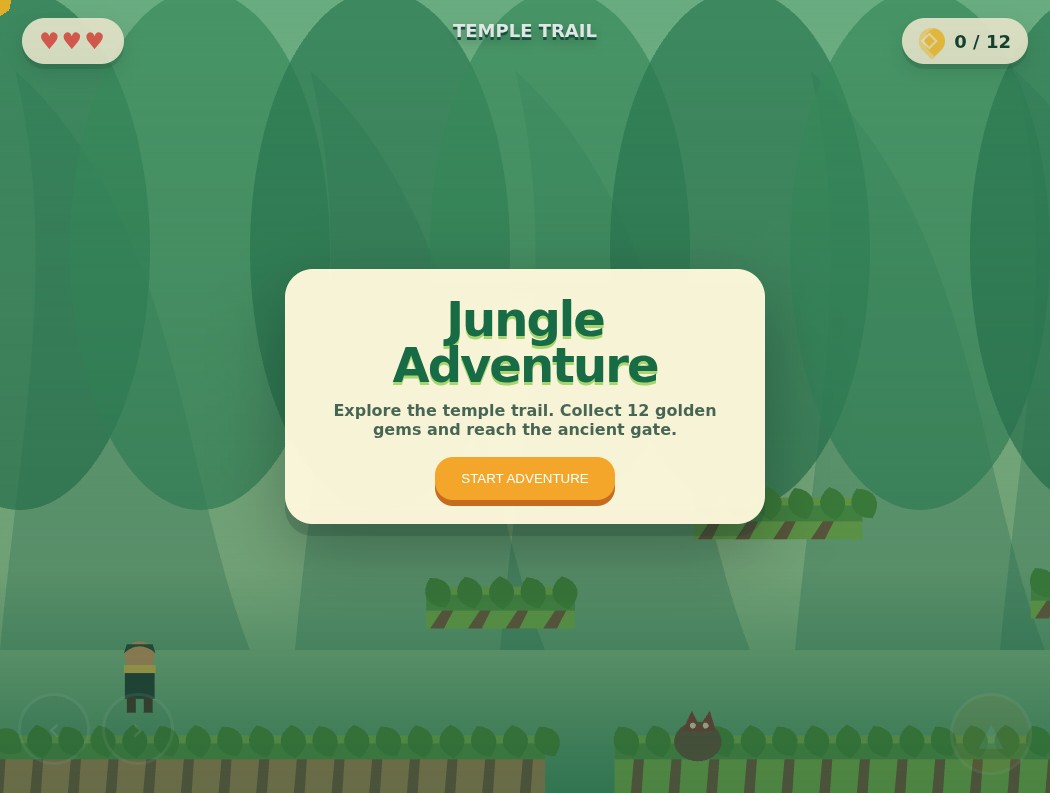 TEMPLE TRAIL
0 / 12
Jungle
Adventure
Explore the temple trail. Collect 12 golden
gems and reach the ancient gate.
START ADVENTURE